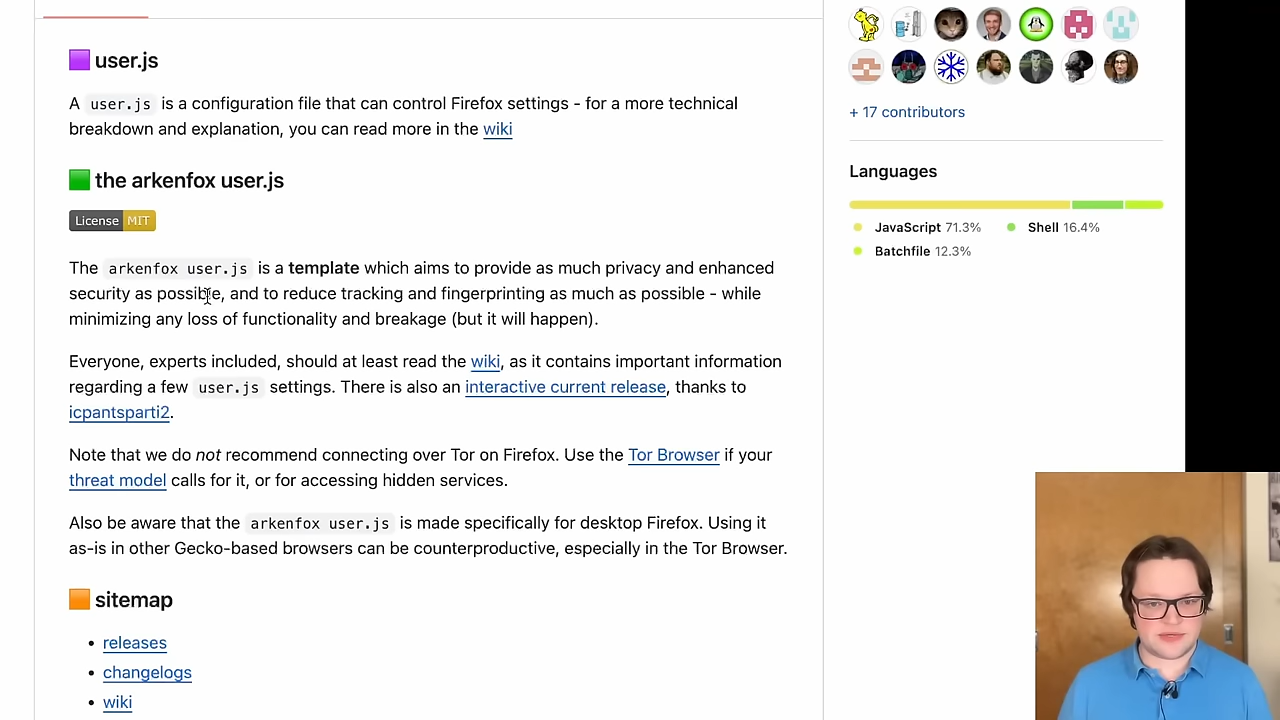 user.js
A user.js is a configuration file that can control Firefox settings - for a more technical
breakdown and explanation, you can read more in the wiki
the arkenfox user.js
License MIT
The arkenfox user.js is a template which aims to provide as much privacy and enhanced
security as possible, and to reduce tracking and fingerprinting as much as possible - while
minimizing any loss of functionality and breakage (but it will happen).
Everyone, experts included, should at least read the wiki, as it contains important information
regarding a few user.js settings. There is also an interactive current release, thanks to
icpantsparti2.
Note that we do not recommend connecting over Tor on Firefox. Use the Tor Browser if your
threat model calls for it, or for accessing hidden services.
Also be aware that the arkenfox user.js is made specifically for desktop Firefox. Using it
as-is in other Gecko-based browsers can be counterproductive, especially in the Tor Browser.
sitemap
• releases
• changelogs
• wiki
+ 17 contributors
Languages
JavaScript 71.3% Shell 16.4%
Batchfile 12.3%